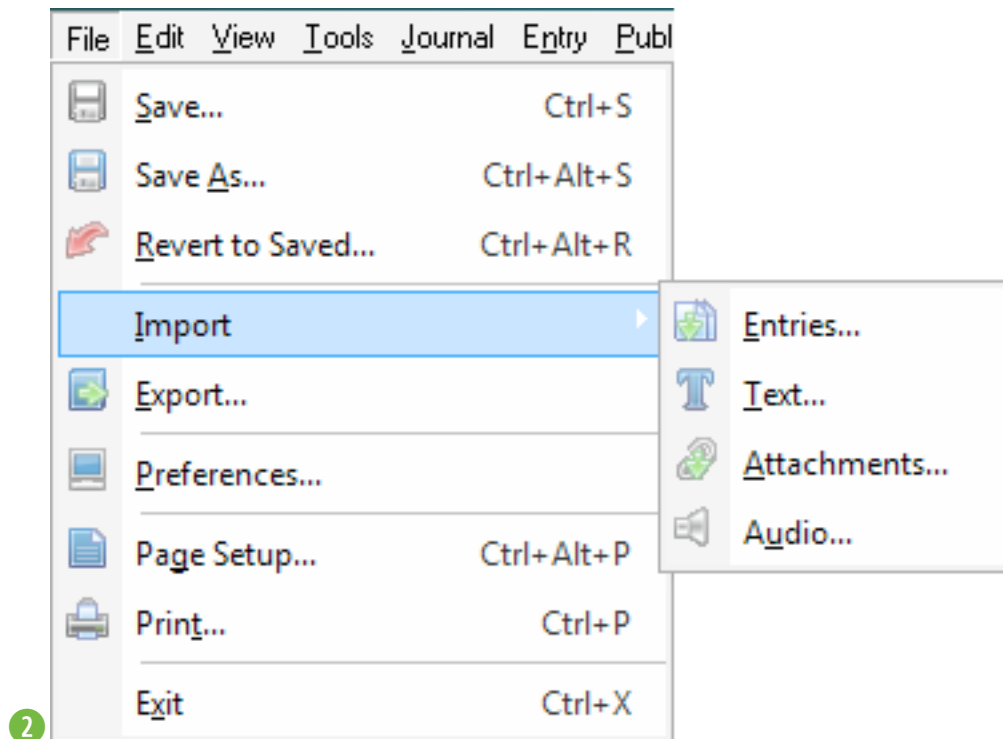 File Edit View Tools Journal Entry Publ
Save... Ctrl+S
Save As... Ctrl+Alt+S
Revert to Saved... Ctrl+Alt+R
Import
Entries...
Export...
Text...
Attachments...
Preferences...
Audio...
Page Setup... Ctrl+Alt+P
Print... Ctrl+P
Exit Ctrl+X
2